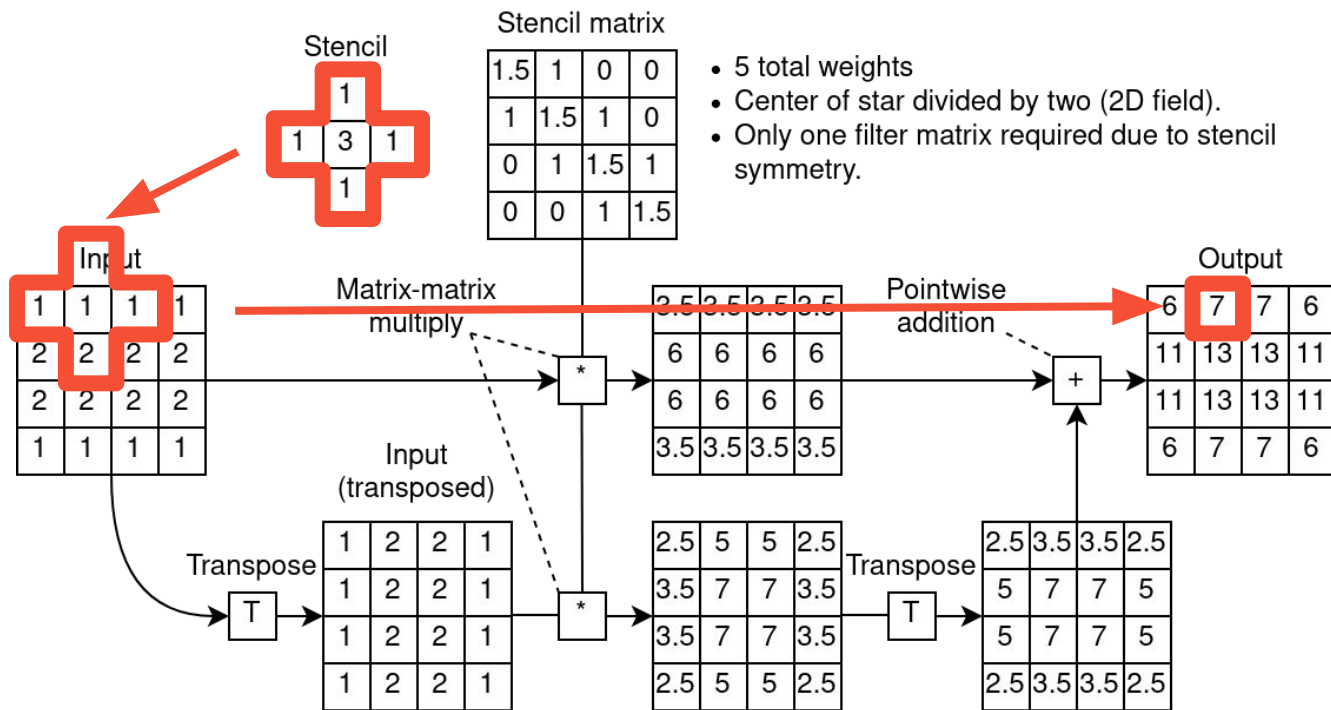 Stencil matrix
Stencil
1.5 1 0 0
1 1.5 1 0
0 1 1.5 1
0 0 1 1.5
1
1 3 1
1
• 5 total weights
• Center of star divided by two (2D field).
• Only one filter matrix required due to stencil
symmetry.
Input
1 1 1 1
2 2 2 2
2 2 2 2
1 1 1 1
Matrix-matrix
multiply
*
3.5 3.5 3.5 3.5
6 6 6 6
6 6 6 6
3.5 3.5 3.5 3.5
Pointwise
addition
+
Output
6 7 7 6
11 13 13 11
11 13 13 11
6 7 7 6
Transpose
T
Input
(transposed)
1 2 2 1
1 2 2 1
1 2 2 1
1 2 2 1
*
2.5 5 5 2.5
3.5 7 7 3.5
3.5 7 7 3.5
2.5 5 5 2.5
Transpose
T
2.5 3.5 3.5 2.5
5 7 7 5
5 7 7 5
2.5 3.5 3.5 2.5